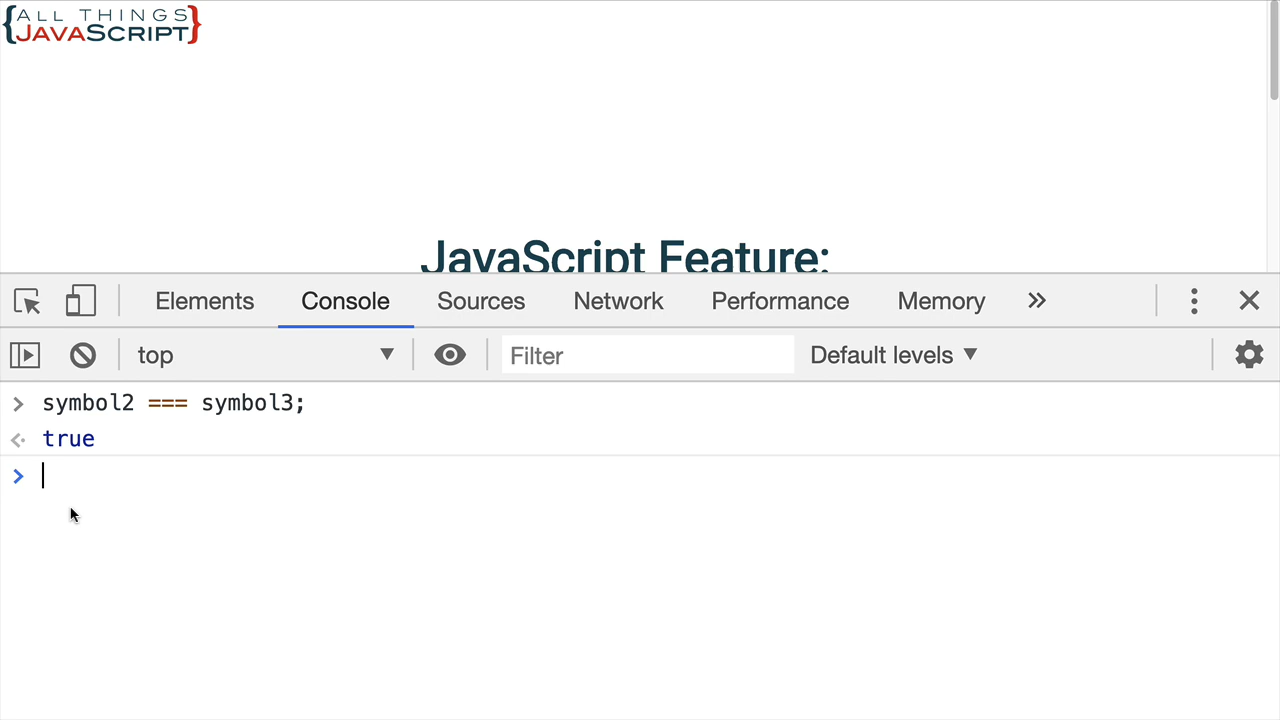 {ALL THINGS
JAVASCRIPT}
JavaScript Feature:
Elements Console Sources Network Performance Memory »
top Filter Default levels
> symbol2 === symbol3;
true
>